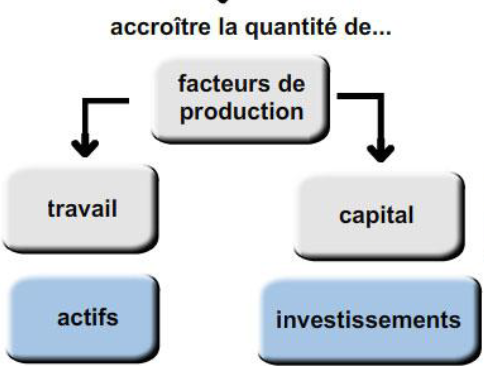 accroître la quantité de...
facteurs de
production
travail
capital
actifs
investissements